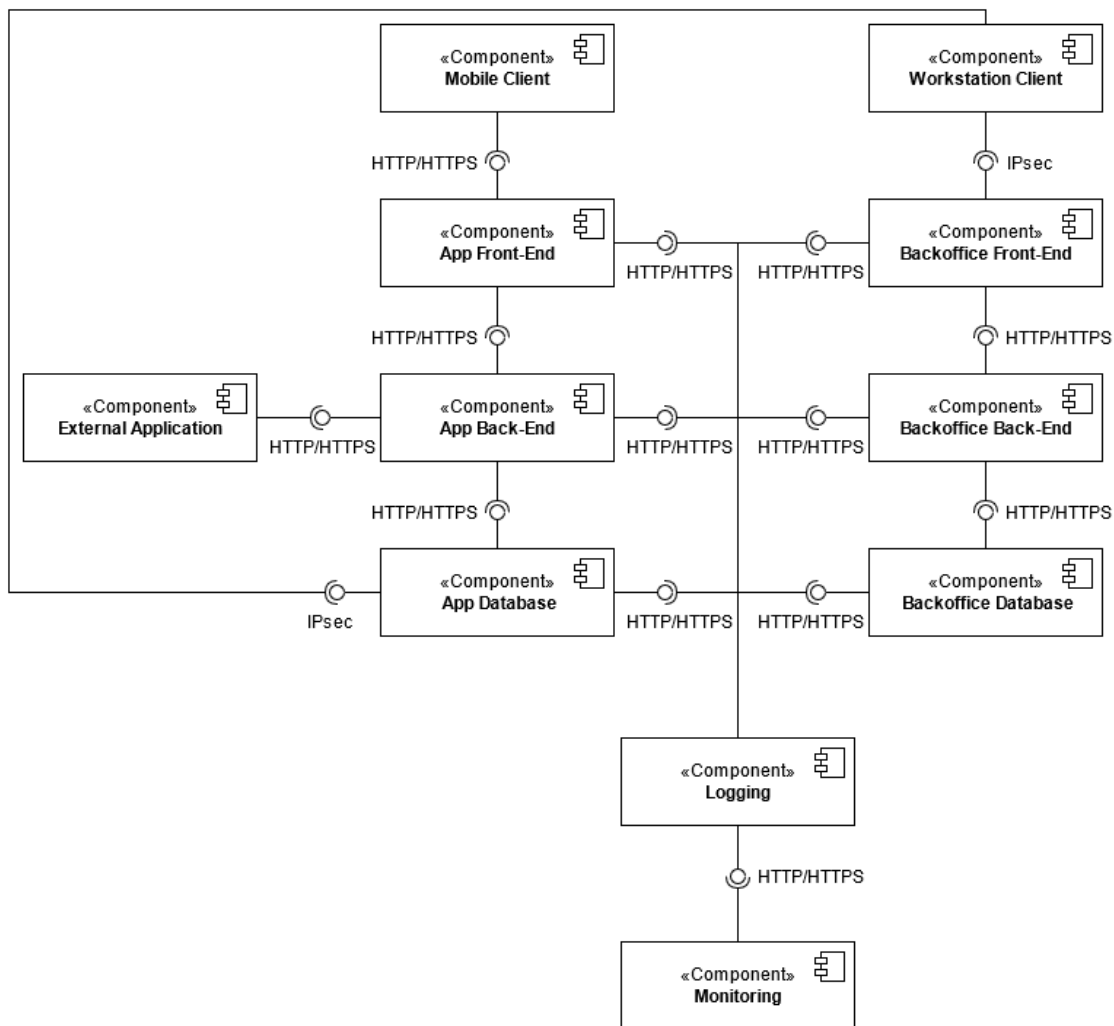 «Component»
Mobile Client
«Component»
Workstation Client
HTTP/HTTPS
IPsec
«Component»
App Front-End
«Component»
Backoffice Front-End
HTTP/HTTPS
HTTP/HTTPS
HTTP/HTTPS
HTTP/HTTPS
«Component»
External Application
«Component»
App Back-End
«Component»
Backoffice Back-End
HTTP/HTTPS
HTTP/HTTPS
HTTP/HTTPS
HTTP/HTTPS
HTTP/HTTPS
«Component»
App Database
«Component»
Backoffice Database
IPsec
HTTP/HTTPS
HTTP/HTTPS
«Component»
Logging
HTTP/HTTPS
«Component»
Monitoring